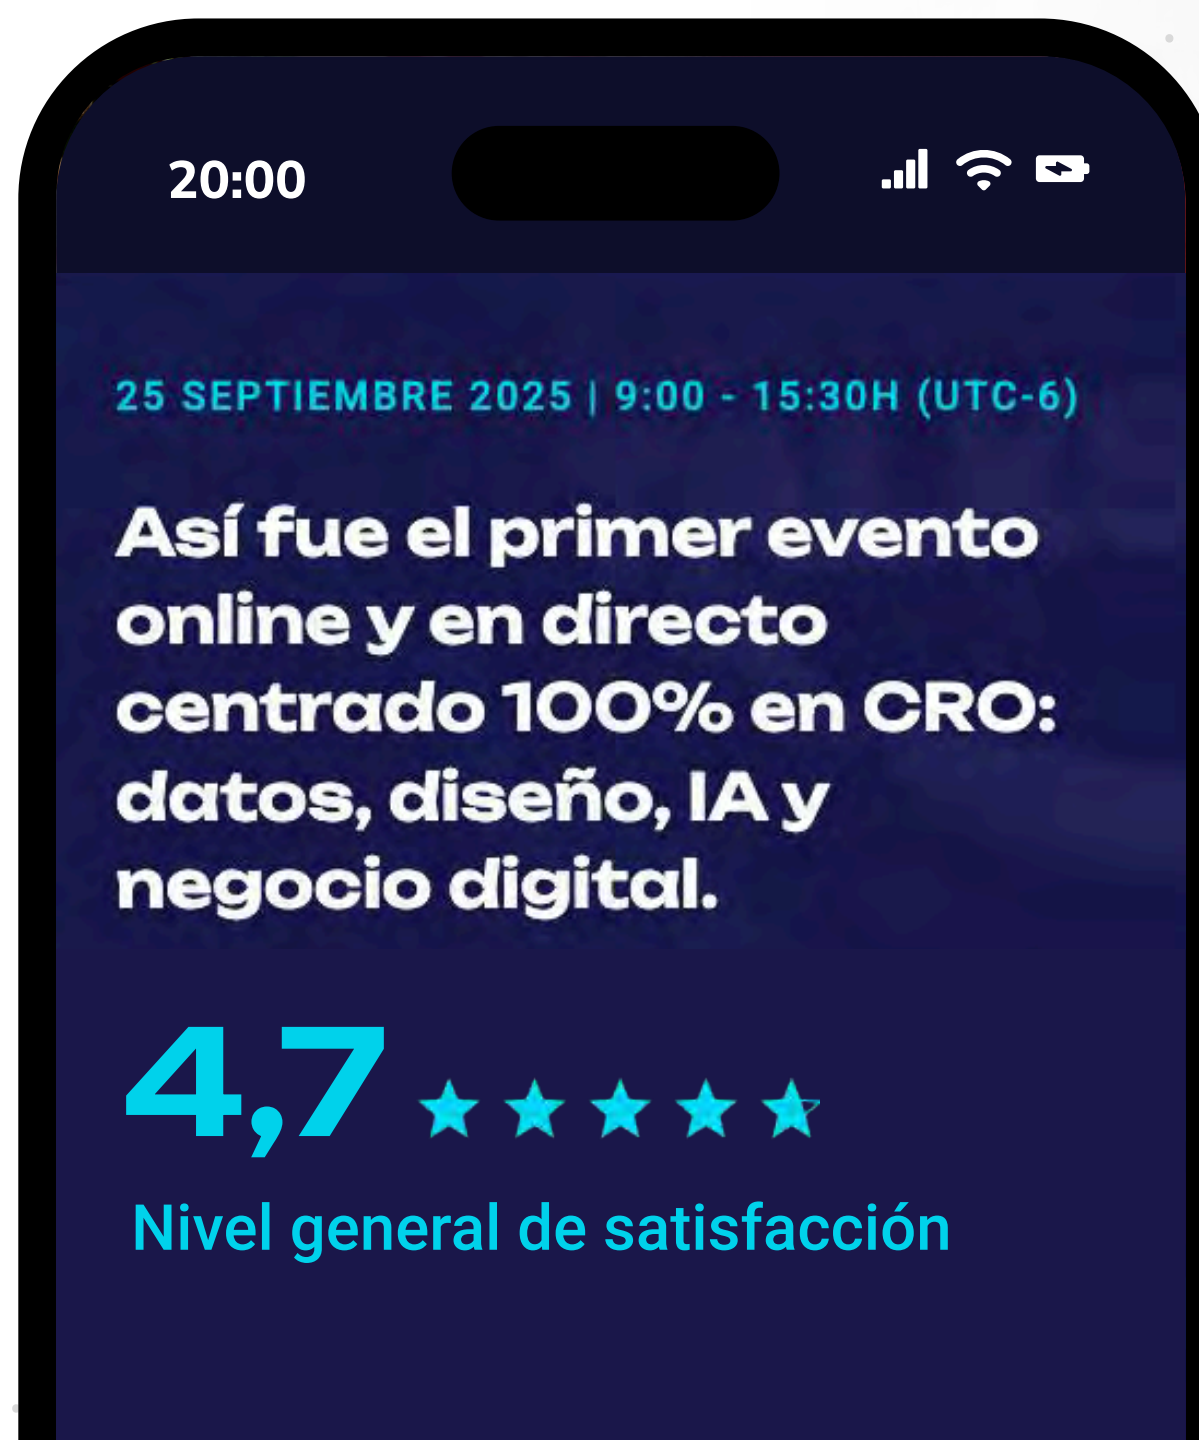 20:00
25 SEPTIEMBRE 2025 | 9:00 - 15:30H (UTC-6)
Así fue el primer evento
online y en directo
centrado 100% en CRO:
datos, diseño, IA y
negocio digital.
4,7
Nivel general de satisfacción